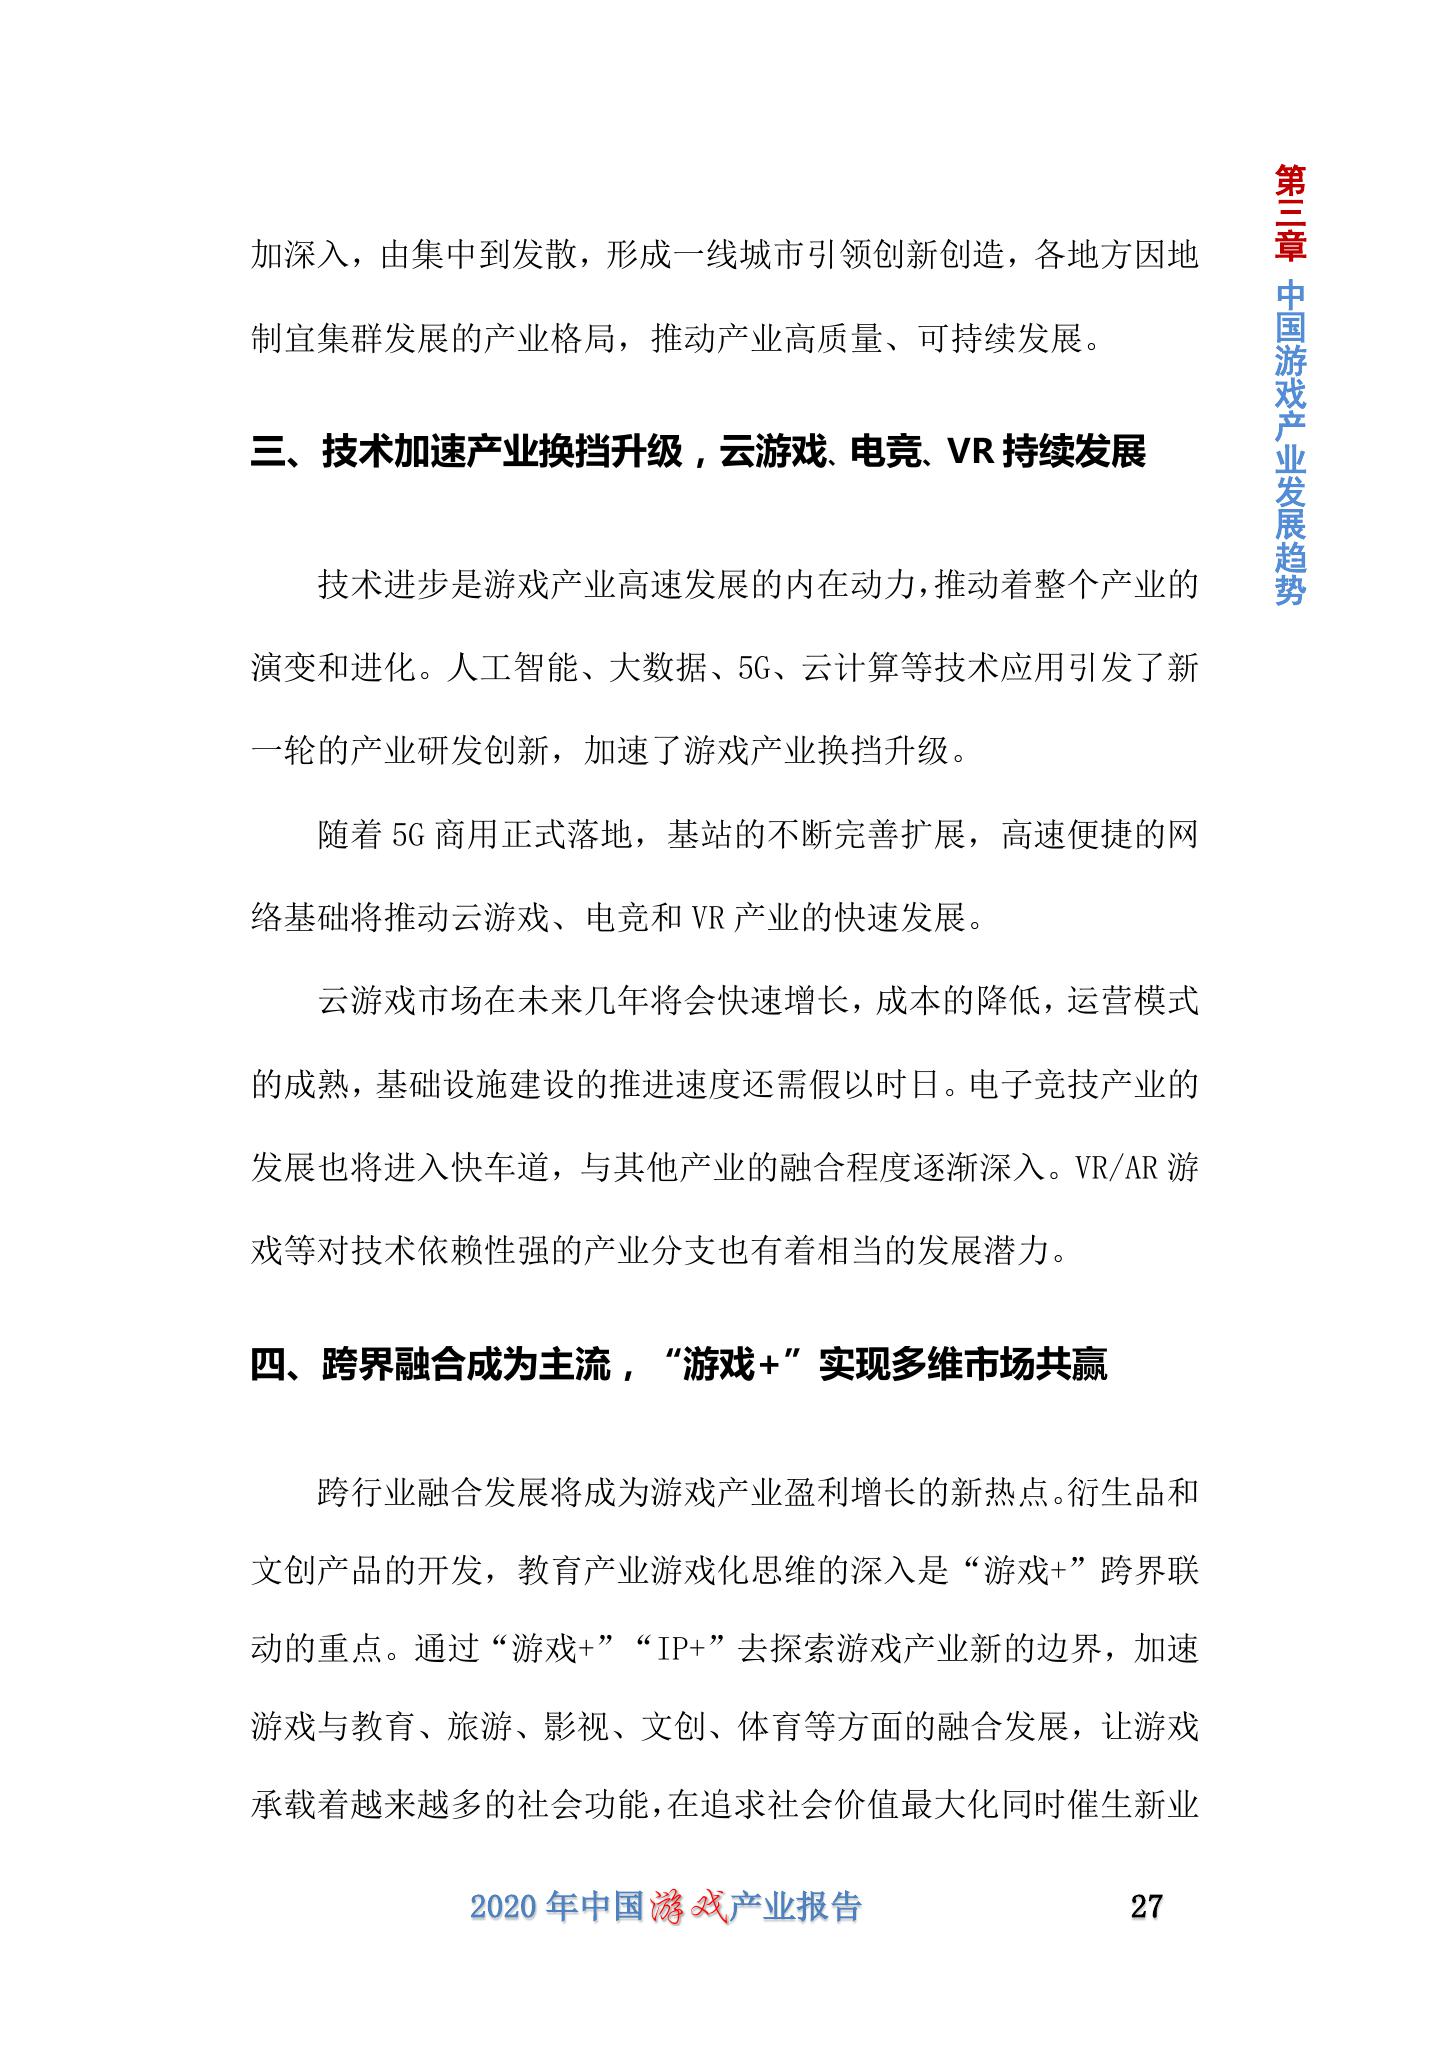 加深入，由集中到发散，形成一线城市引领创新创造，各地方因地
制宜集群发展的产业格局，推动产业高质量、可持续发展。
三、技术加速产业换挡升级，云游戏、电竞、VR 持续发展
技术进步是游戏产业高速发展的内在动力，推动着整个产业的
演变和进化。人工智能、大数据、5G、云计算等技术应用引发了新
一轮的产业研发创新，加速了游戏产业换挡升级。
随着 5G 商用正式落地，基站的不断完善扩展，高速便捷的网
络基础将推动云游戏、电竞和 VR 产业的快速发展。
云游戏市场在未来几年将会快速增长，成本的降低，运营模式
的成熟，基础设施建设的推进速度还需假以时日。电子竞技产业的
发展也将进入快车道，与其他产业的融合程度逐渐深入。VR/AR 游
戏等对技术依赖性强的产业分支也有着相当的发展潜力。
四、跨界融合成为主流，“游戏+”实现多维市场共赢
跨行业融合发展将成为游戏产业盈利增长的新热点。衍生品和
文创产品的开发，教育产业游戏化思维的深入是“游戏+”跨界联
动的重点。通过“游戏+”“IP+”去探索游戏产业新的边界，加速
游戏与教育、旅游、影视、文创、体育等方面的融合发展，让游戏
承载着越来越多的社会功能，在追求社会价值最大化同时催生新业
第三章 中国游戏产业发展趋势
2020 年中国游戏产业报告
27